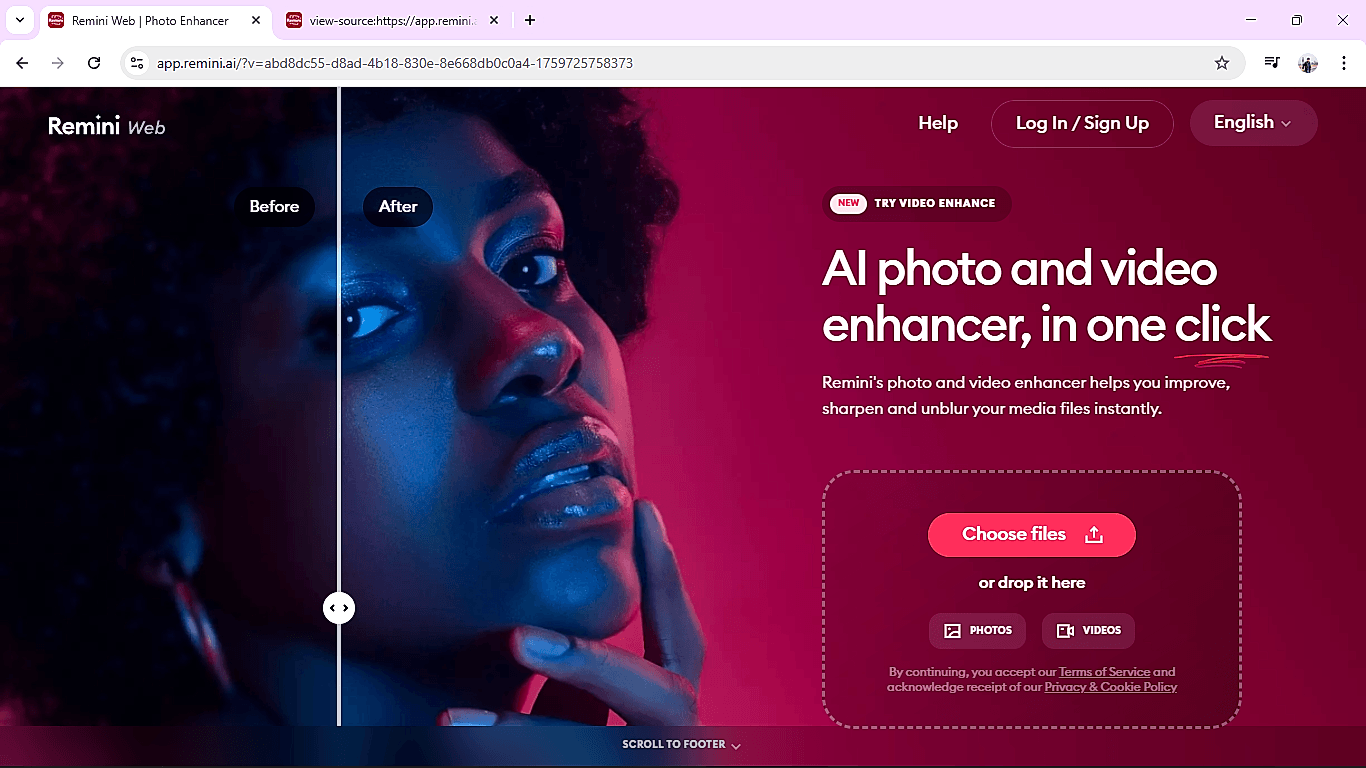 Remini Web | Photo Enhancer
view-source:https://app.remini.
app.remini.ai/?v=abd8dc55-d8ad-4b18-830e-8e668db0c0a4-1759725758373
Remini Web
Help
Log In / Sign Up
English
Before
After
NEW TRY VIDEO ENHANCE
AI photo and video
enhancer, in one click
Remini's photo and video enhancer helps you improve,
sharpen and unblur your media files instantly.
Choose files
or drop it here
PHOTOS
VIDEOS
By continuing, you accept our Terms of Service and
acknowledge receipt of our Privacy & Cookie Policy
SCROLL TO FOOTER